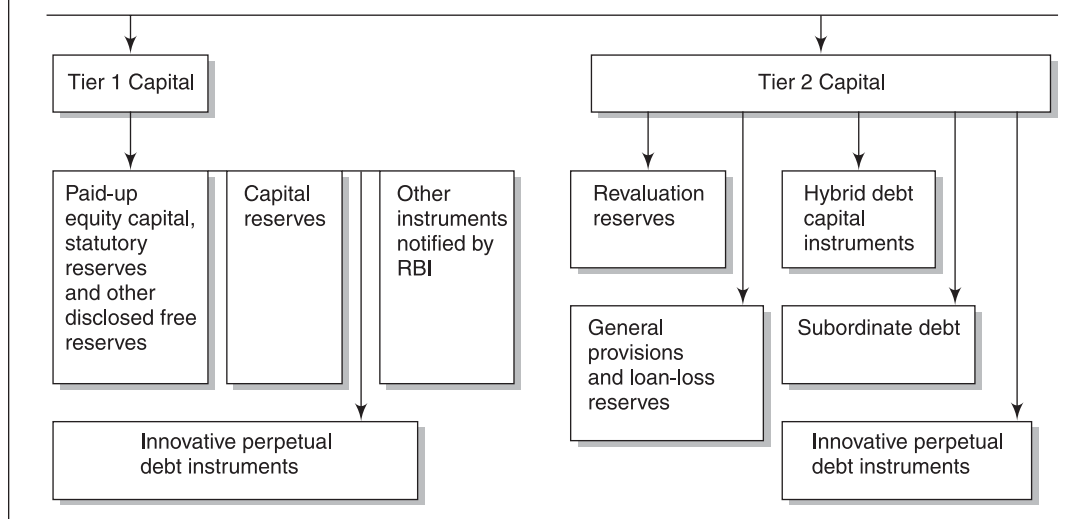 Tier 1 Capital
Tier 2 Capital
Paid-up
equity capital,
statutory
reserves
and other
disclosed free
reserves
Capital
reserves
Other
instruments
notified by
RBI
Revaluation
reserves
Hybrid debt
capital
instruments
General
provisions
and loan-loss
reserves
Subordinate debt
Innovative perpetual
debt instruments
Innovative perpetual
debt instruments